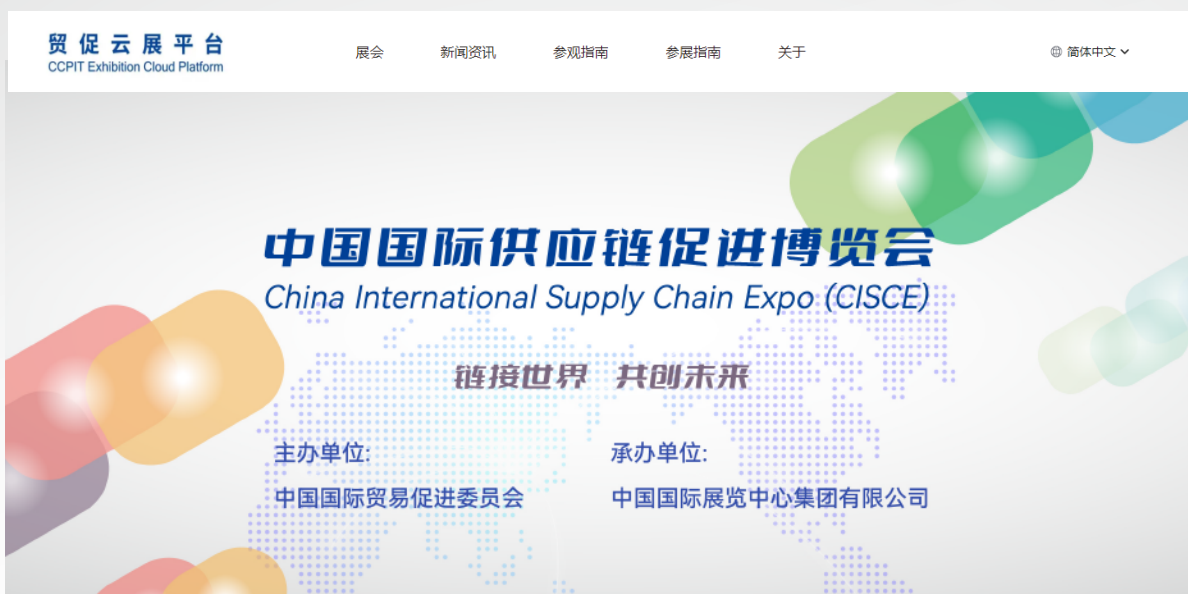 贸促云展平台
CCPIT Exhibition Cloud Platform
展会
新闻资讯
参观指南
参展指南
关于
简体中文
中国国际供应链促进博览会
China International Supply Chain Expo (CISCE)
链接世界 共创未来
主办单位:
承办单位:
中国国际贸易促进委员会
中国国际展览中心集团有限公司